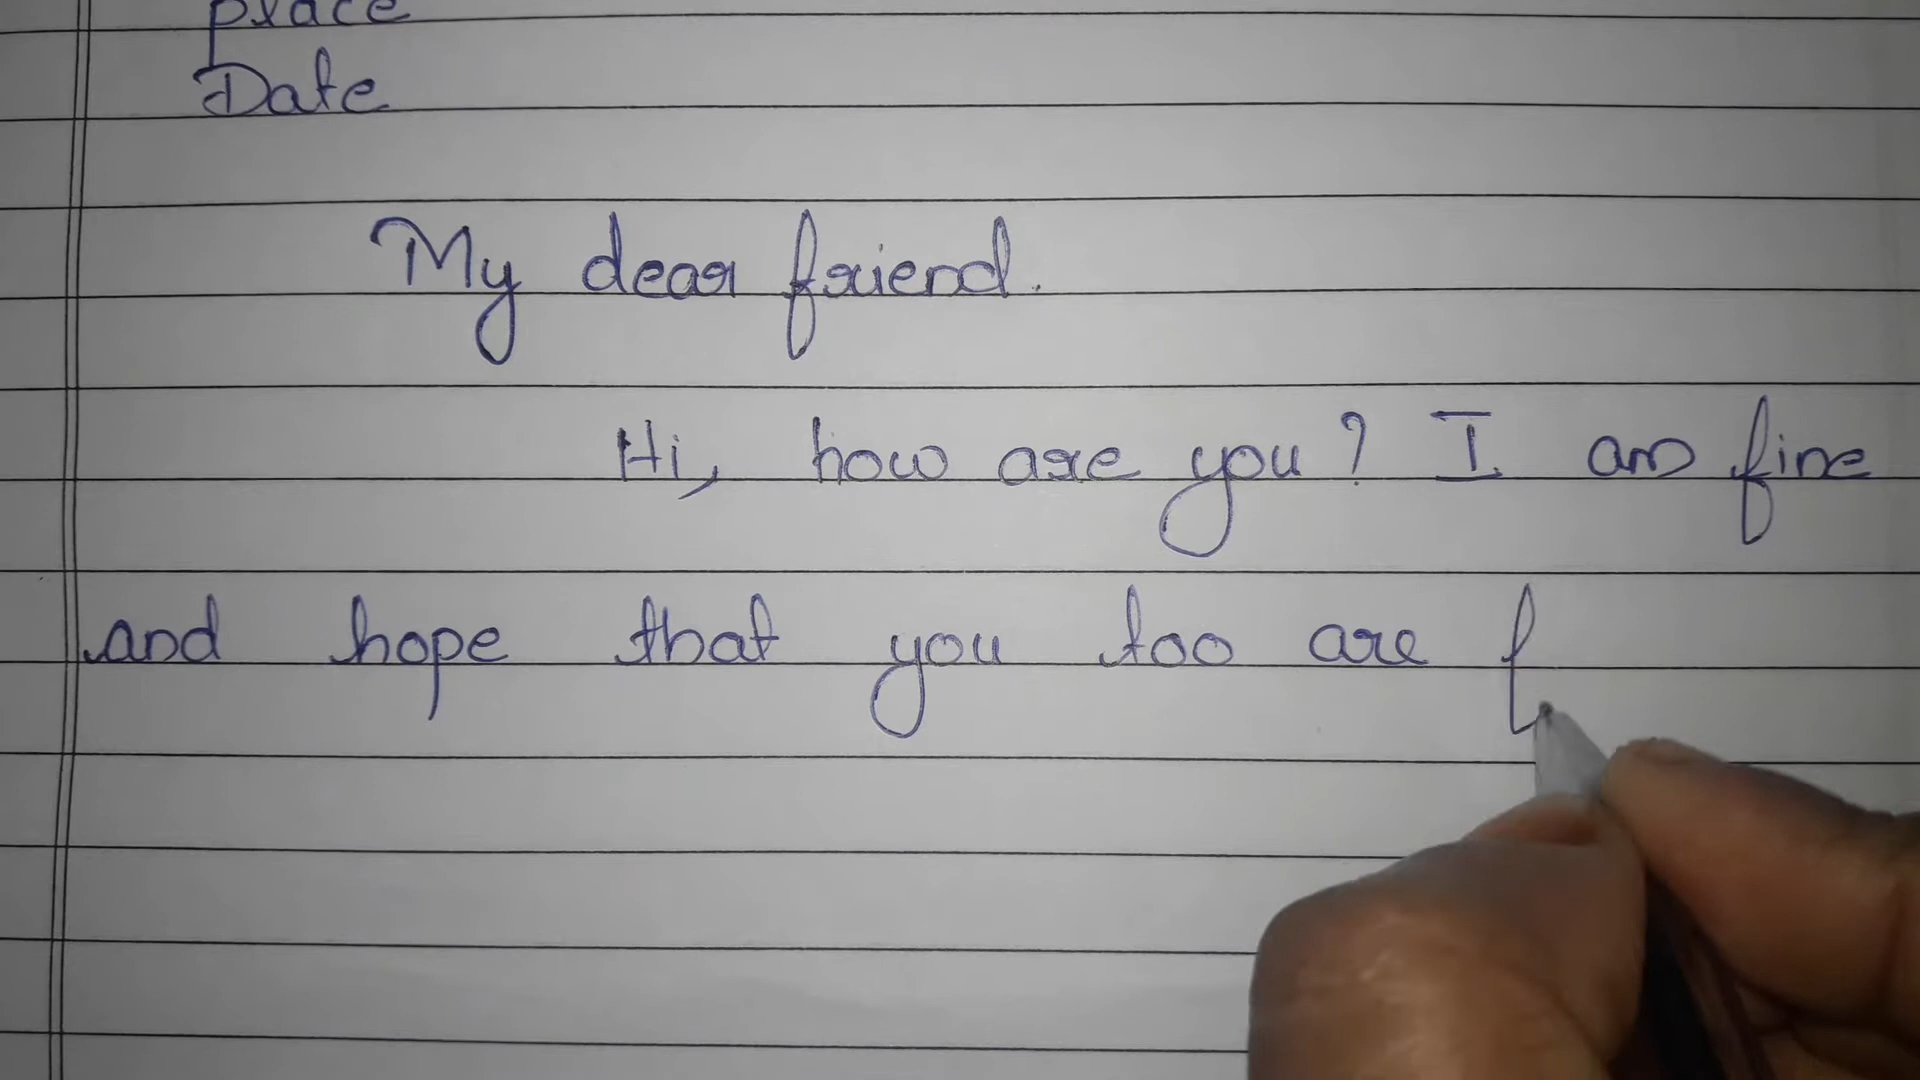 Place
Date
My dear friend.
Hi, how are you? I am fine
and hope that you too are f